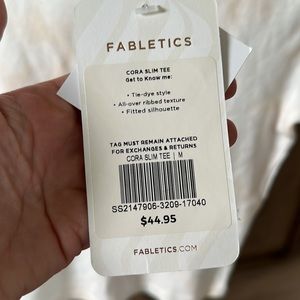 FABLETICS
CORA SLIM TEE
Get to Know me:
• Tie-dye style
• All-over ribbed texture
• Fitted silhouette
TAG MUST REMAIN ATTACHED
FOR EXCHANGES & RETURNS
CORA SLIM TEE | M
SS2147906-3209-17040
$44.95
FABLETICS.COM